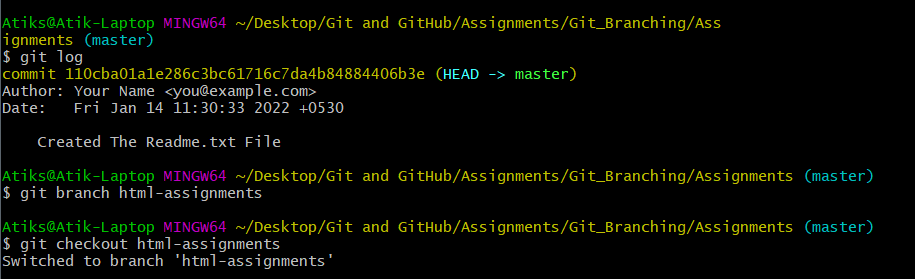 Atiks@Atik-Laptop MINGW64 ~/Desktop/Git and GitHub/Assignments/Git_Branching/Ass
ignments (master)
$ git log
commit 110cba01a1e286c3bc61716c7da4b84884406b3e (HEAD -> master)
Author: Your Name <you@example.com>
Date:   Fri Jan 14 11:30:33 2022 +0530
    Created The Readme.txt File
Atiks@Atik-Laptop MINGW64 ~/Desktop/Git and GitHub/Assignments/Git_Branching/Assignments (master)
$ git branch html-assignments
Atiks@Atik-Laptop MINGW64 ~/Desktop/Git and GitHub/Assignments/Git_Branching/Assignments (master)
$ git checkout html-assignments
Switched to branch 'html-assignments'